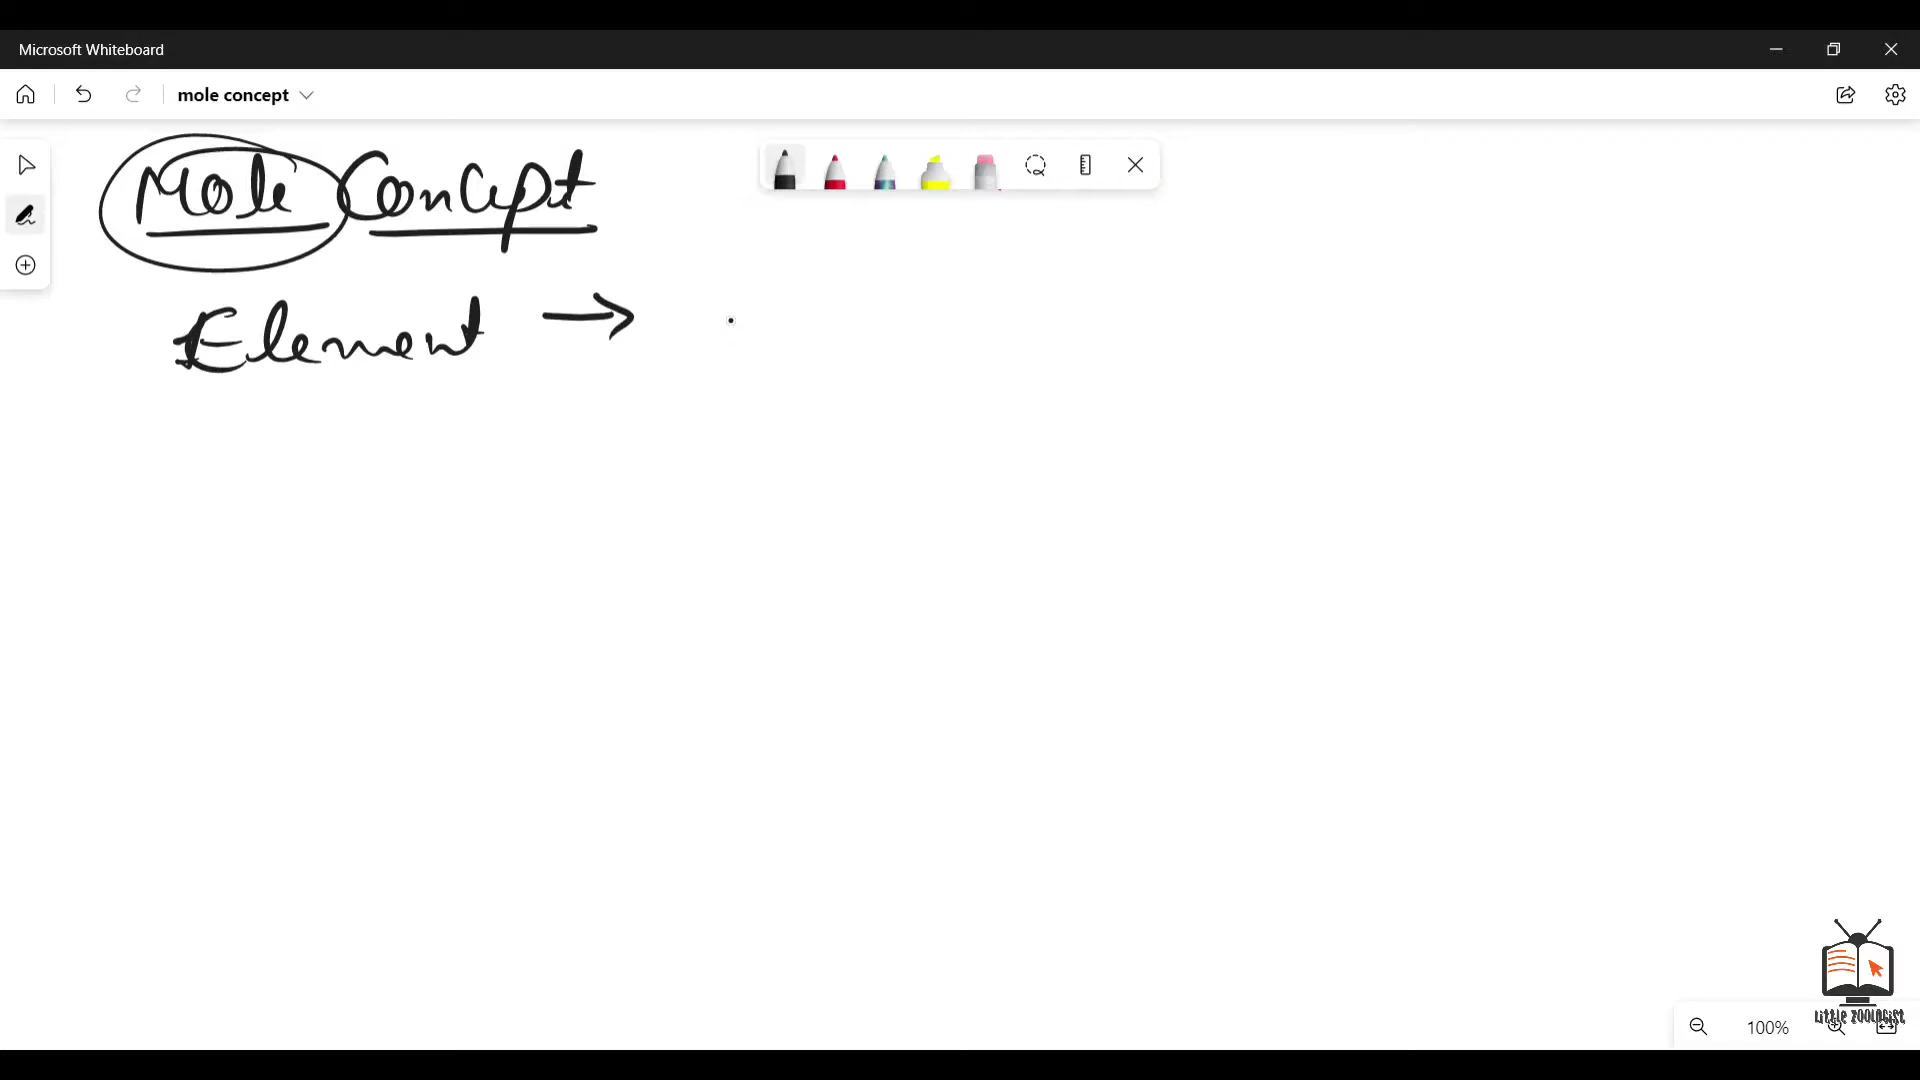 Microsoft Whiteboard
mole concept
Mole Concept
Element →
LittLE ZOOLOGiST
100%